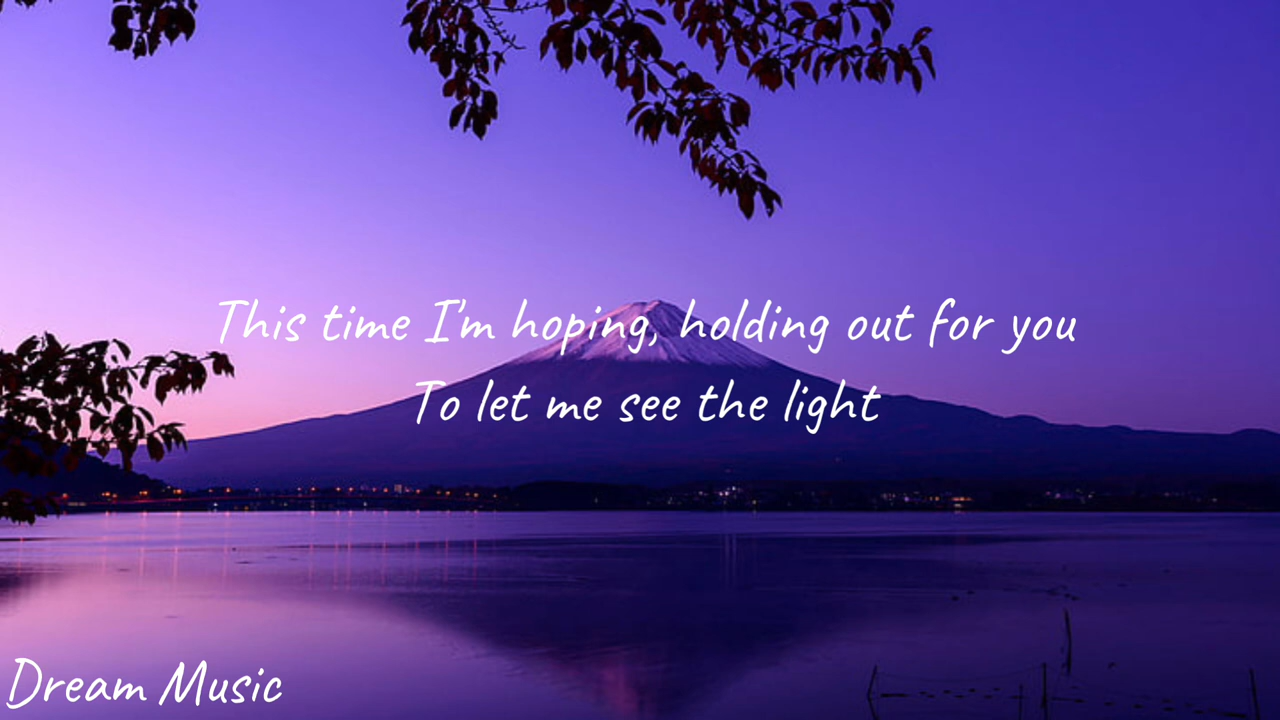 This time I'm hoping, holding out for you
To let me see the light
Dream Music